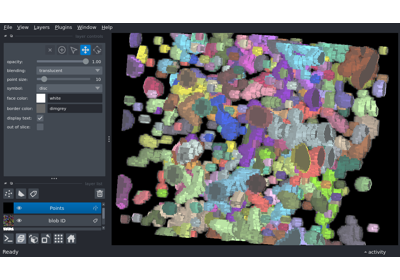 File View Layers Plugins Window Help
opacity: 1.00
blending: translucent
point size: 10
symbol: disc
face color: white
border color: dimgrey
display text:
out of slice:
Points
blob ID
Ready
activity